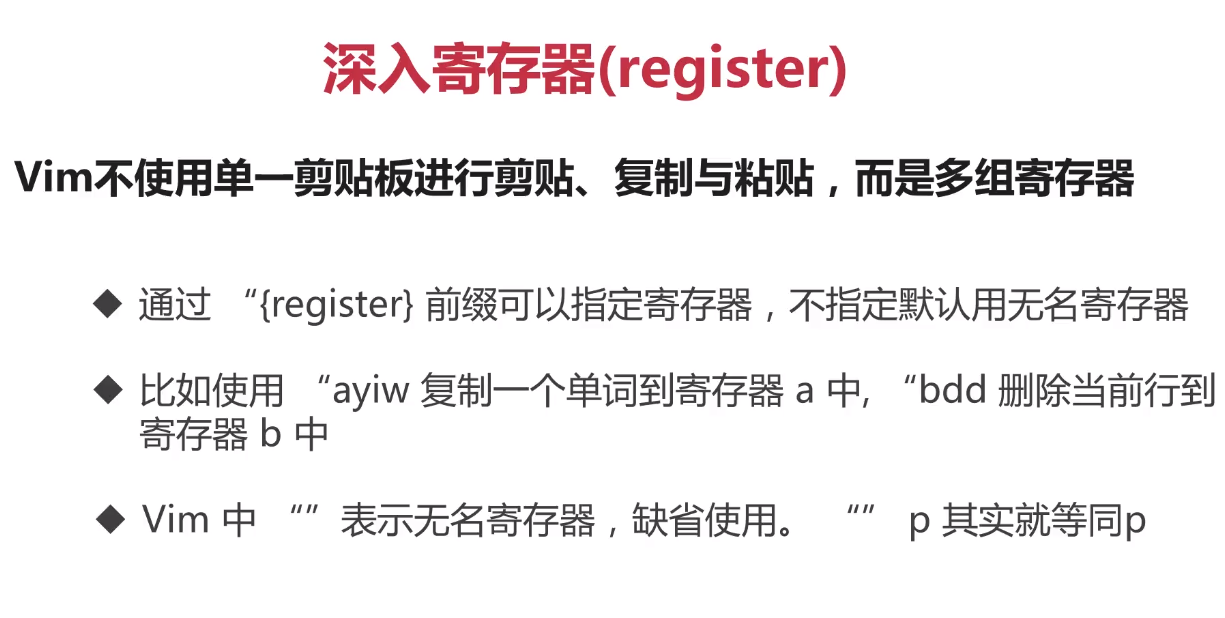 深入寄存器(register)
Vim不使用单一剪贴板进行剪贴、复制与粘贴，而是多组寄存器
◆ 通过 “{register} 前缀可以指定寄存器，不指定默认用无名寄存器
◆ 比如使用 “ayiw 复制一个单词到寄存器 a 中, “bdd 删除当前行到
寄存器 b 中
◆ Vim 中 “” 表示无名寄存器，缺省使用。 “” p 其实就等同p